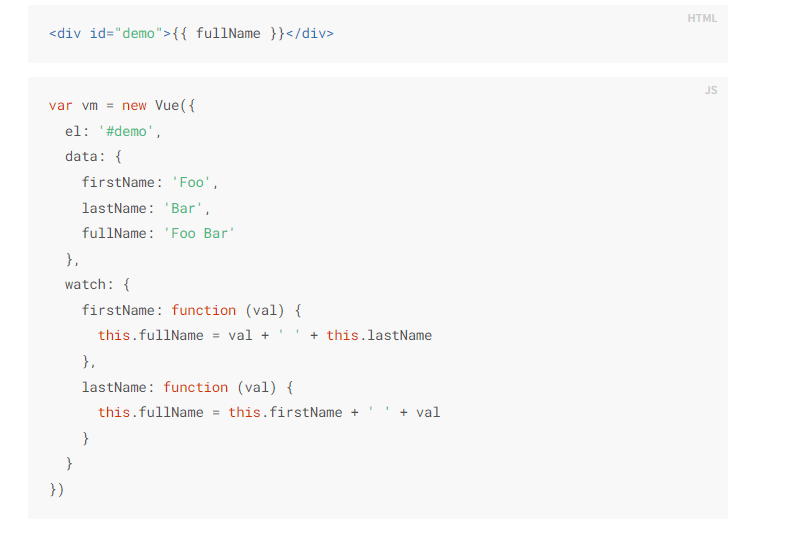 HTML
<div id="demo">{{ fullName }}</div>
JS
var vm = new Vue({
  el: '#demo',
  data: {
    firstName: 'Foo',
    lastName: 'Bar',
    fullName: 'Foo Bar'
  },
  watch: {
    firstName: function (val) {
      this.fullName = val + ' ' + this.lastName
    },
    lastName: function (val) {
      this.fullName = this.firstName + ' ' + val
    }
  }
})